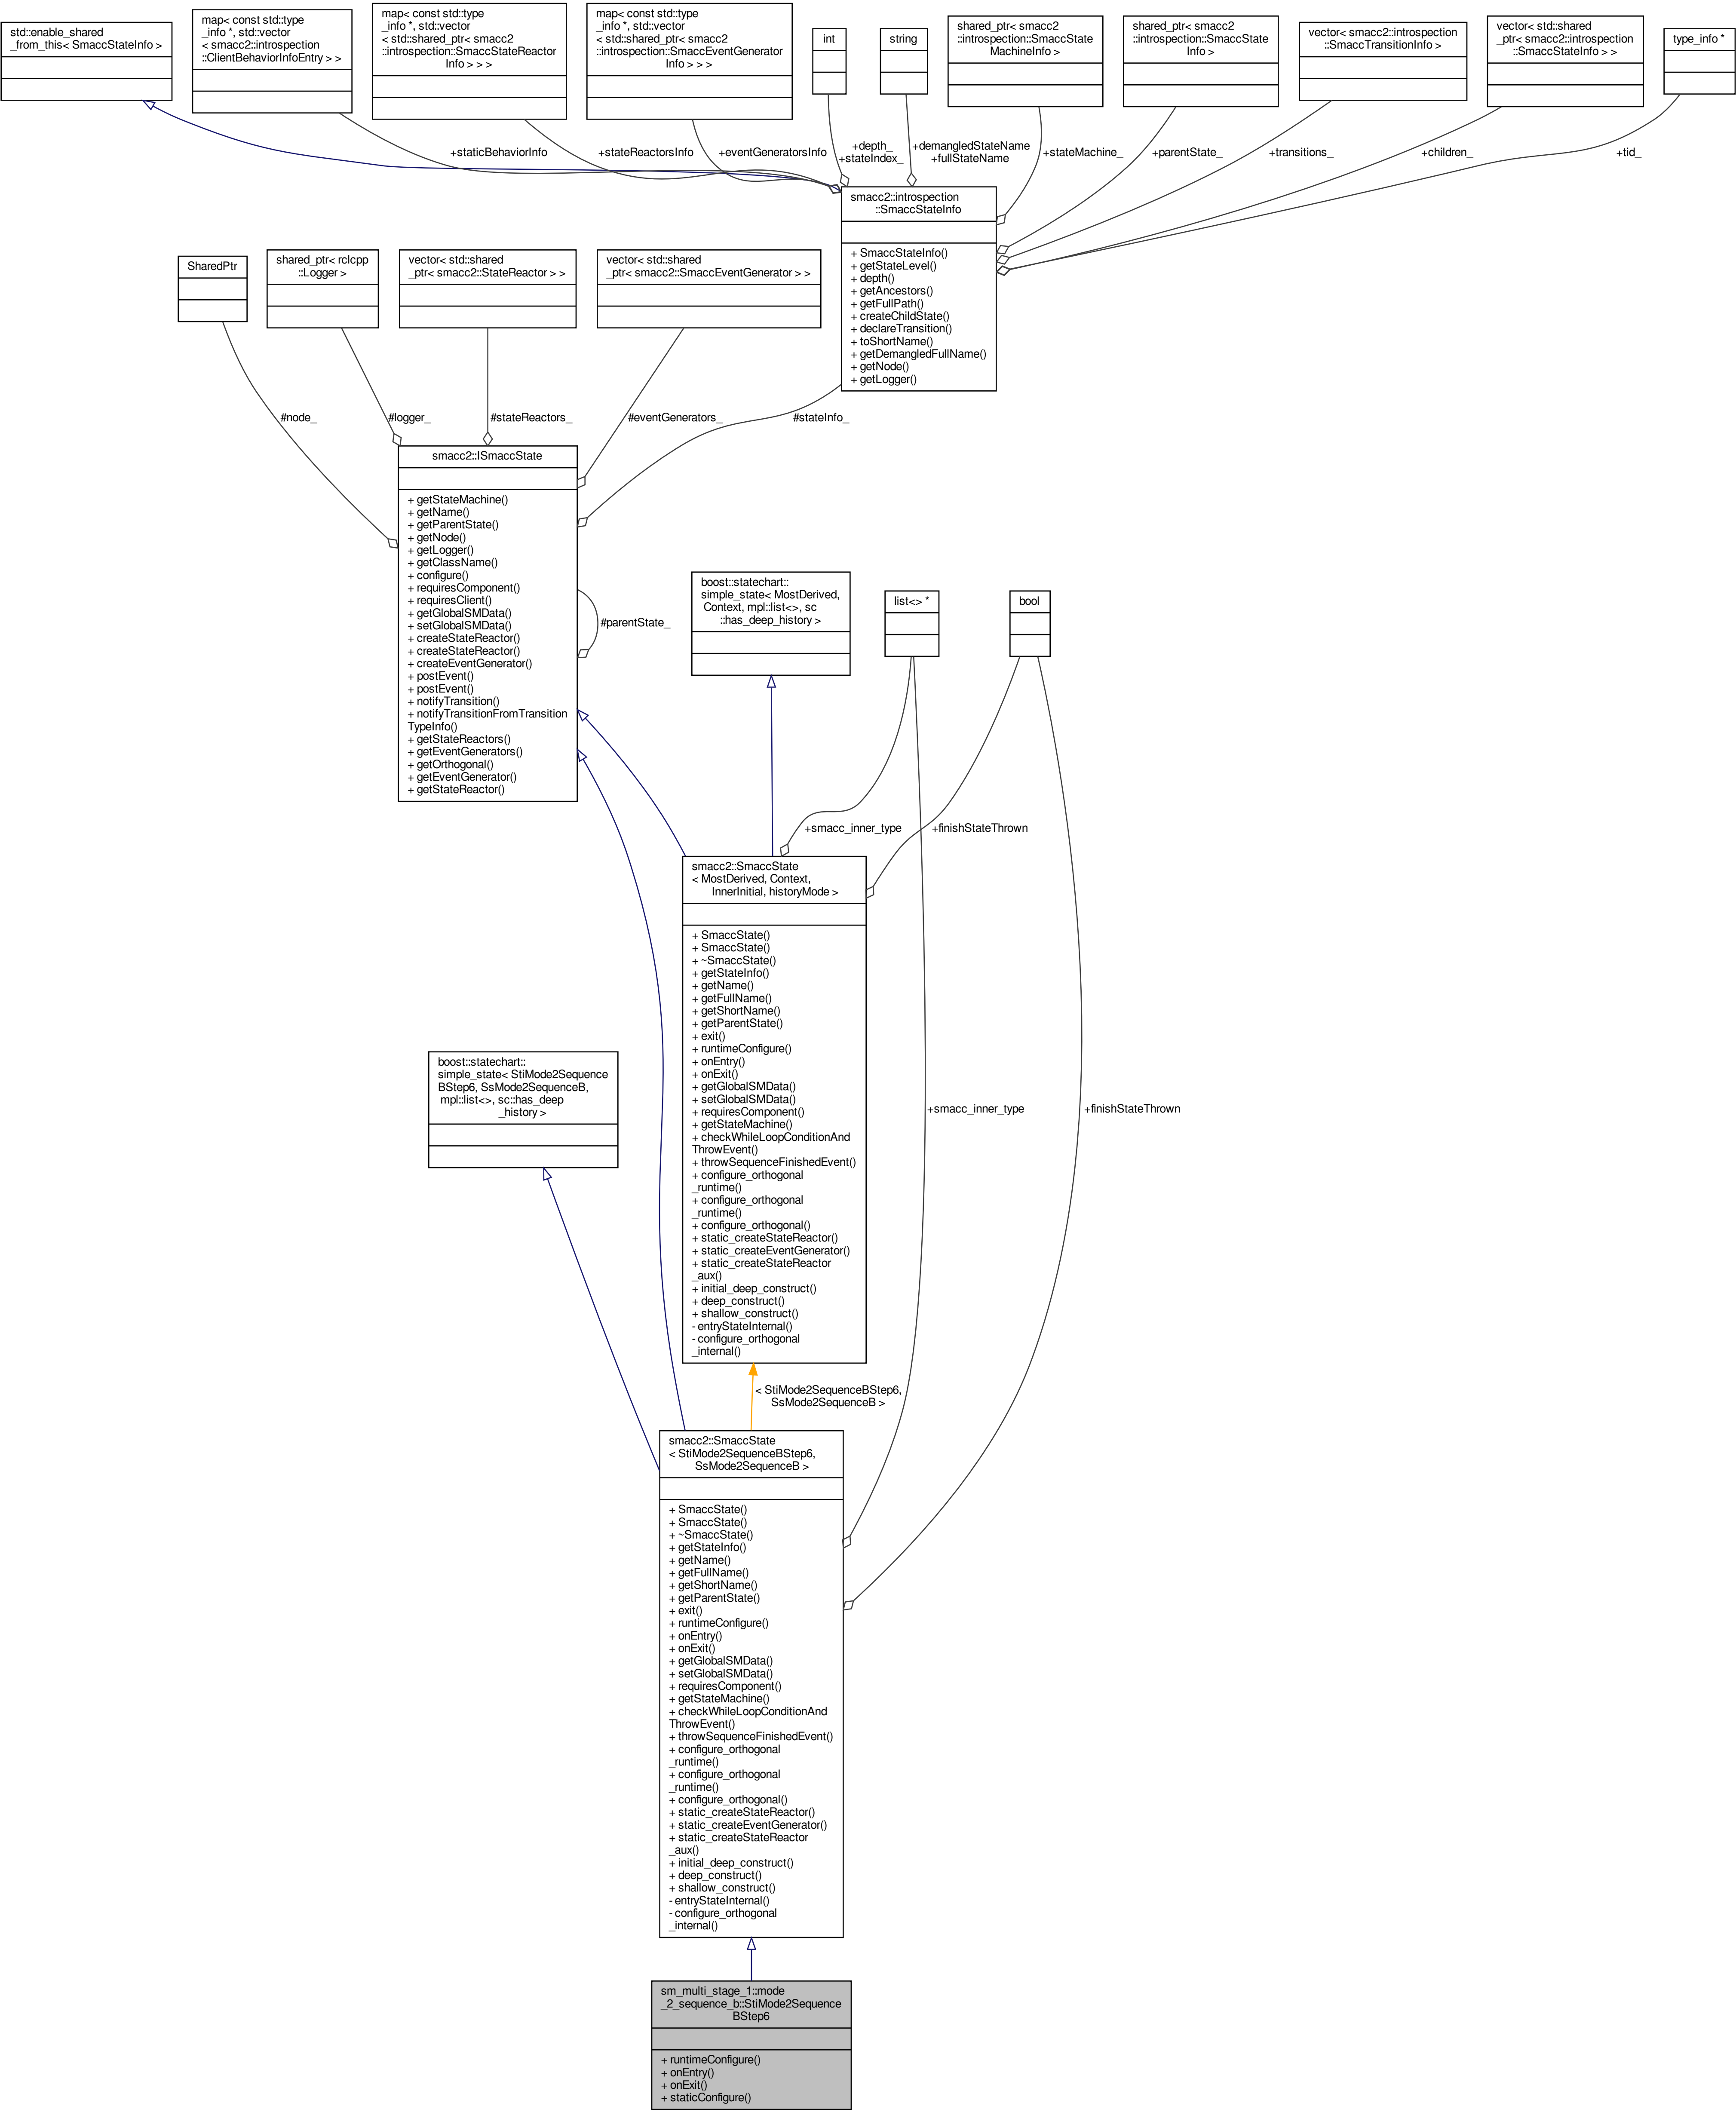 std::enable_shared
_from_this< SmaccStateInfo >
map< const std::type
_info *, std::vector
< smacc2::introspection
::ClientBehaviorInfoEntry > >
map< const std::type
_info *, std::vector
< std::shared_ptr< smacc2
::introspection::SmaccStateReactor
Info > > >
map< const std::type
_info *, std::vector
< std::shared_ptr< smacc2
::introspection::SmaccEventGenerator
Info > > >
int
string
shared_ptr< smacc2
::introspection::SmaccState
MachineInfo >
shared_ptr< smacc2
::introspection::SmaccState
Info >
vector< smacc2::introspection
::SmaccTransitionInfo >
vector< std::shared
_ptr< smacc2::introspection
::SmaccStateInfo > >
type_info *
+staticBehaviorInfo
+stateReactorsInfo
+eventGeneratorsInfo
+depth_
+stateIndex_
+demangledStateName
+fullStateName
+stateMachine_
+parentState_
+transitions_
+children_
+tid_
smacc2::introspection
::SmaccStateInfo
+ SmaccStateInfo()
+ getStateLevel()
+ depth()
+ getAncestors()
+ getFullPath()
+ createChildState()
+ declareTransition()
+ toShortName()
+ getDemangledFullName()
+ getNode()
+ getLogger()
SharedPtr
shared_ptr< rclcpp
::Logger >
vector< std::shared
_ptr< smacc2::StateReactor > >
vector< std::shared
_ptr< smacc2::SmaccEventGenerator > >
#node_
#logger_
#stateReactors_
#eventGenerators_
#stateInfo_
smacc2::ISmaccState
+ getStateMachine()
+ getName()
+ getParentState()
+ getNode()
+ getLogger()
+ getClassName()
+ configure()
+ requiresComponent()
+ requiresClient()
+ getGlobalSMData()
+ setGlobalSMData()
+ createStateReactor()
+ createStateReactor()
+ createEventGenerator()
+ postEvent()
+ postEvent()
+ notifyTransition()
+ notifyTransitionFromTransition
TypeInfo()
+ getStateReactors()
+ getEventGenerators()
+ getOrthogonal()
+ getEventGenerator()
+ getStateReactor()
#parentState_
boost::statechart::
simple_state< MostDerived,
Context, mpl::list<>, sc
::has_deep_history >
list<> *
bool
+smacc_inner_type
+finishStateThrown
smacc2::SmaccState
< MostDerived, Context,
InnerInitial, historyMode >
+ SmaccState()
+ SmaccState()
+ ~SmaccState()
+ getStateInfo()
+ getName()
+ getFullName()
+ getShortName()
+ getParentState()
+ exit()
+ runtimeConfigure()
+ onEntry()
+ onExit()
+ getGlobalSMData()
+ setGlobalSMData()
+ requiresComponent()
+ getStateMachine()
+ checkWhileLoopConditionAnd
ThrowEvent()
+ throwSequenceFinishedEvent()
+ configure_orthogonal
_runtime()
+ configure_orthogonal
_runtime()
+ configure_orthogonal()
+ static_createStateReactor()
+ static_createEventGenerator()
+ static_createStateReactor
_aux()
+ initial_deep_construct()
+ deep_construct()
+ shallow_construct()
- entryStateInternal()
- configure_orthogonal
_internal()
boost::statechart::
simple_state< StiMode2Sequence
BStep6, SsMode2SequenceB,
mpl::list<>, sc::has_deep
_history >
+smacc_inner_type
+finishStateThrown
< StiMode2SequenceBStep6,
SsMode2SequenceB >
smacc2::SmaccState
< StiMode2SequenceBStep6,
SsMode2SequenceB >
+ SmaccState()
+ SmaccState()
+ ~SmaccState()
+ getStateInfo()
+ getName()
+ getFullName()
+ getShortName()
+ getParentState()
+ exit()
+ runtimeConfigure()
+ onEntry()
+ onExit()
+ getGlobalSMData()
+ setGlobalSMData()
+ requiresComponent()
+ getStateMachine()
+ checkWhileLoopConditionAnd
ThrowEvent()
+ throwSequenceFinishedEvent()
+ configure_orthogonal
_runtime()
+ configure_orthogonal
_runtime()
+ configure_orthogonal()
+ static_createStateReactor()
+ static_createEventGenerator()
+ static_createStateReactor
_aux()
+ initial_deep_construct()
+ deep_construct()
+ shallow_construct()
- entryStateInternal()
- configure_orthogonal
_internal()
sm_multi_stage_1::mode
_2_sequence_b::StiMode2Sequence
BStep6
+ runtimeConfigure()
+ onEntry()
+ onExit()
+ staticConfigure()